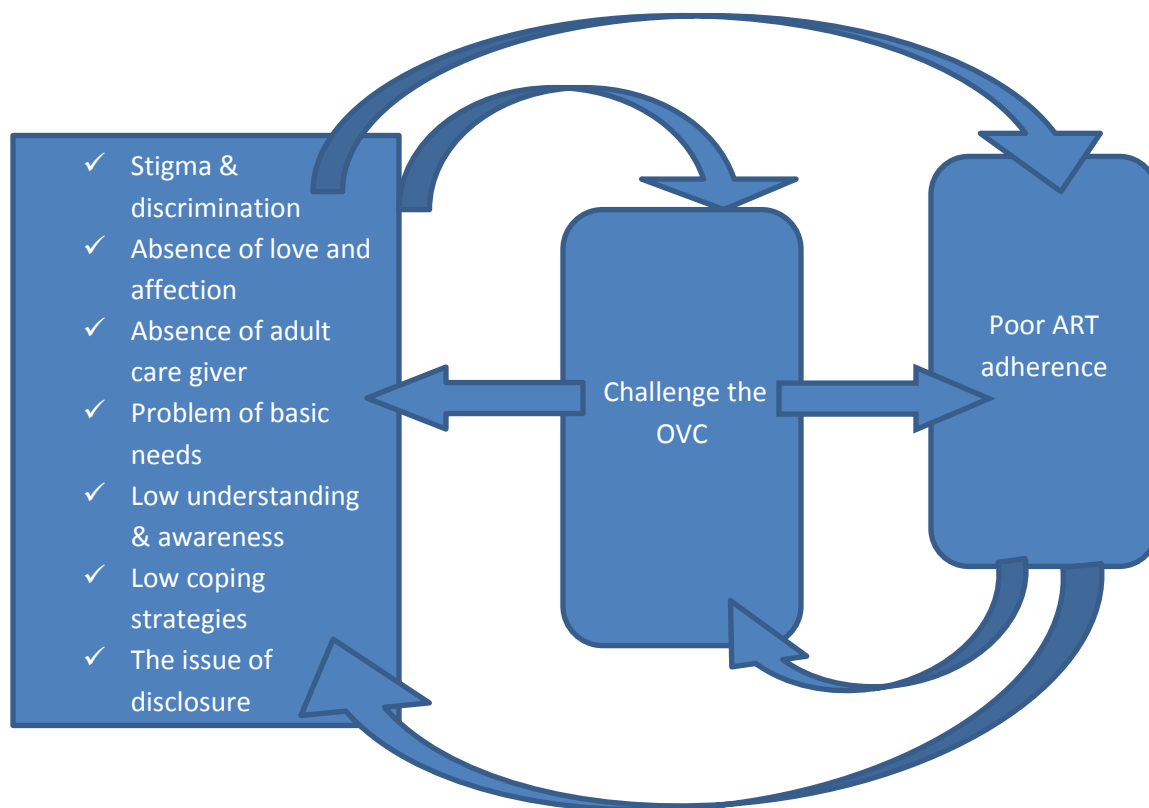 ✓ Stigma &
discrimination
✓ Absence of love and
affection
✓ Absence of adult
care giver
✓ Problem of basic
needs
✓ Low understanding
& awareness
✓ Low coping
strategies
✓ The issue of
disclosure
Challenge the
OVC
Poor ART
adherence